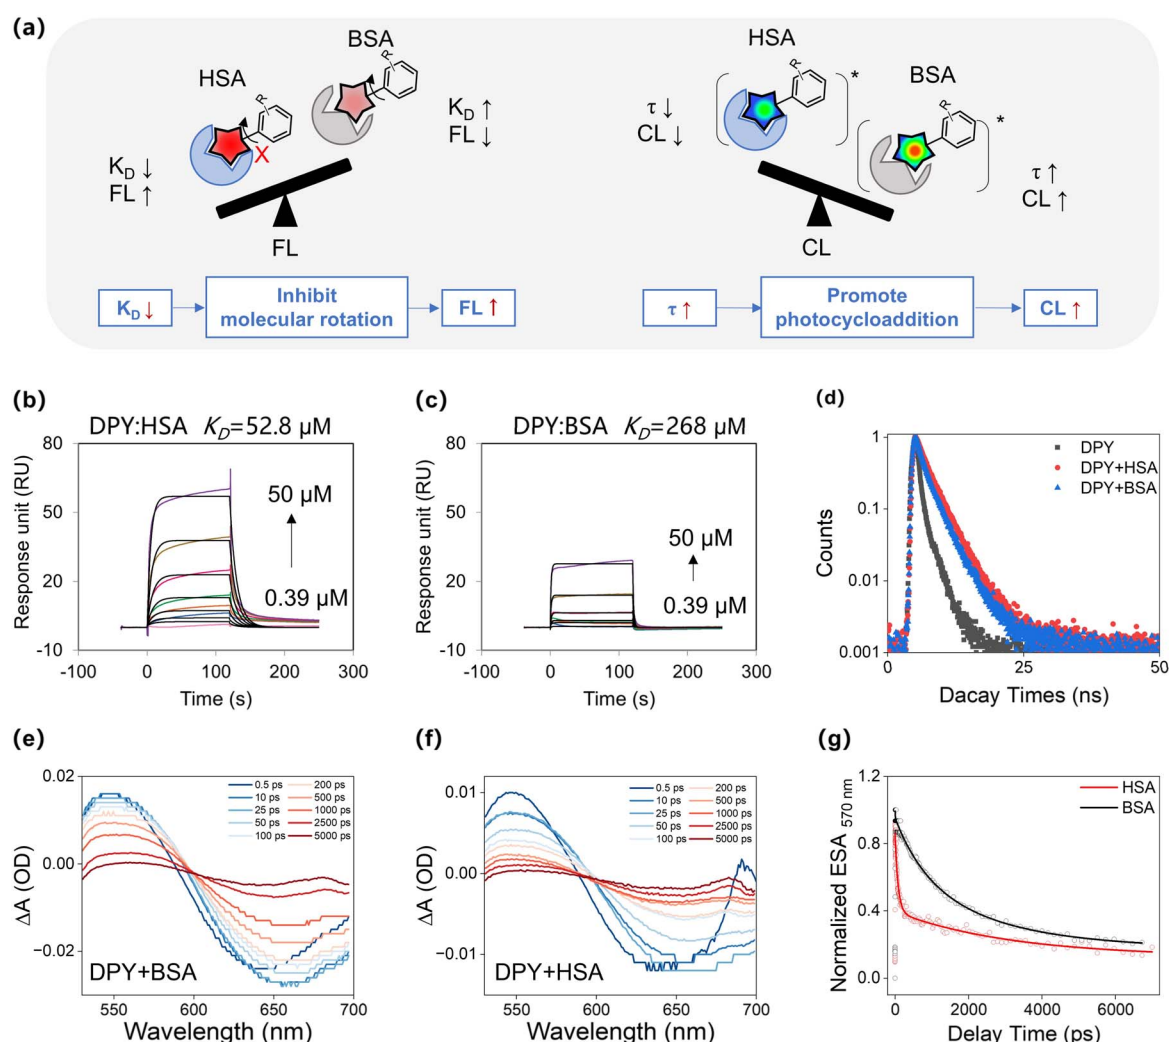 (a)
HSA
R
X
K_D ↓
FL ↑
BSA
R
K_D ↑
FL ↓
FL
K_D ↓
Inhibit
molecular rotation
FL ↑
HSA
R
*
τ ↓
CL ↓
BSA
R
*
τ ↑
CL ↑
CL
τ ↑
Promote
photocycloaddition
CL ↑
(b)
DPY:HSA K_D=52.8 μM
80
50
20
-10
Response unit (RU)
50 μM
0.39 μM
-100 0 100 200 300
Time (s)
(c)
DPY:BSA K_D=268 μM
80
50
20
-10
Response unit (RU)
50 μM
0.39 μM
-100 0 100 200 300
Time (s)
(d)
1
0.1
0.01
0.001
Counts
DPY
DPY+HSA
DPY+BSA
0 25 50
Dacay Times (ns)
(e)
0.02
0.00
−0.02
ΔA (OD)
0.5 ps 200 ps
10 ps 500 ps
25 ps 1000 ps
50 ps 2500 ps
100 ps 5000 ps
DPY+BSA
550 600 650 700
Wavelength (nm)
(f)
0.01
0.00
−0.01
ΔA (OD)
0.5 ps 200 ps
10 ps 500 ps
25 ps 1000 ps
50 ps 2500 ps
100 ps 5000 ps
DPY+HSA
550 600 650 700
Wavelength (nm)
(g)
1.2
0.8
0.4
0.0
Normalized ESA 570 nm
HSA
BSA
0 2000 4000 6000
Delay Time (ps)